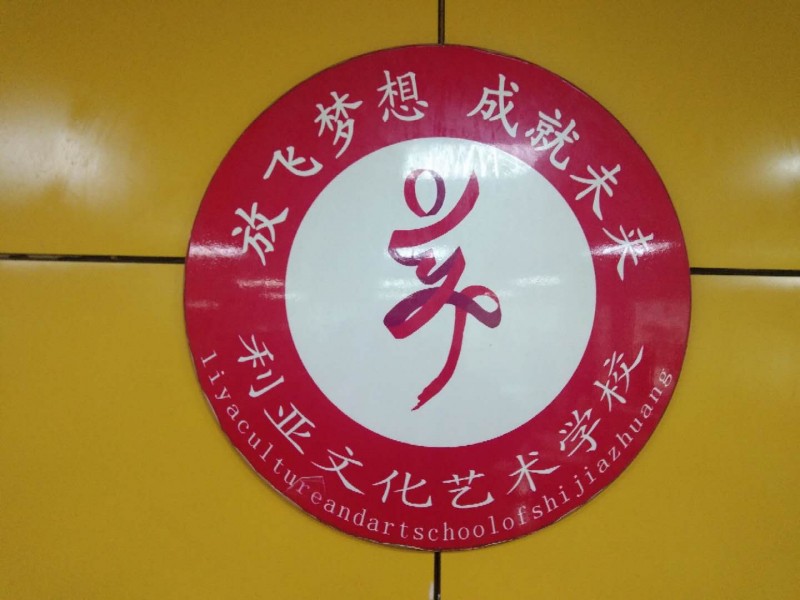 放飞梦想 成就未来
利亚文化艺术学校
liyacultureandartschoolofshijiazhuang